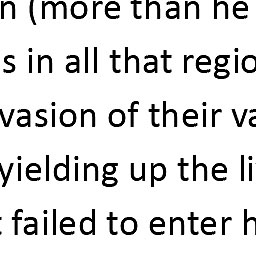 n (more than he
s in all that regio
vasion of their va
yielding up the li
t failed to enter h